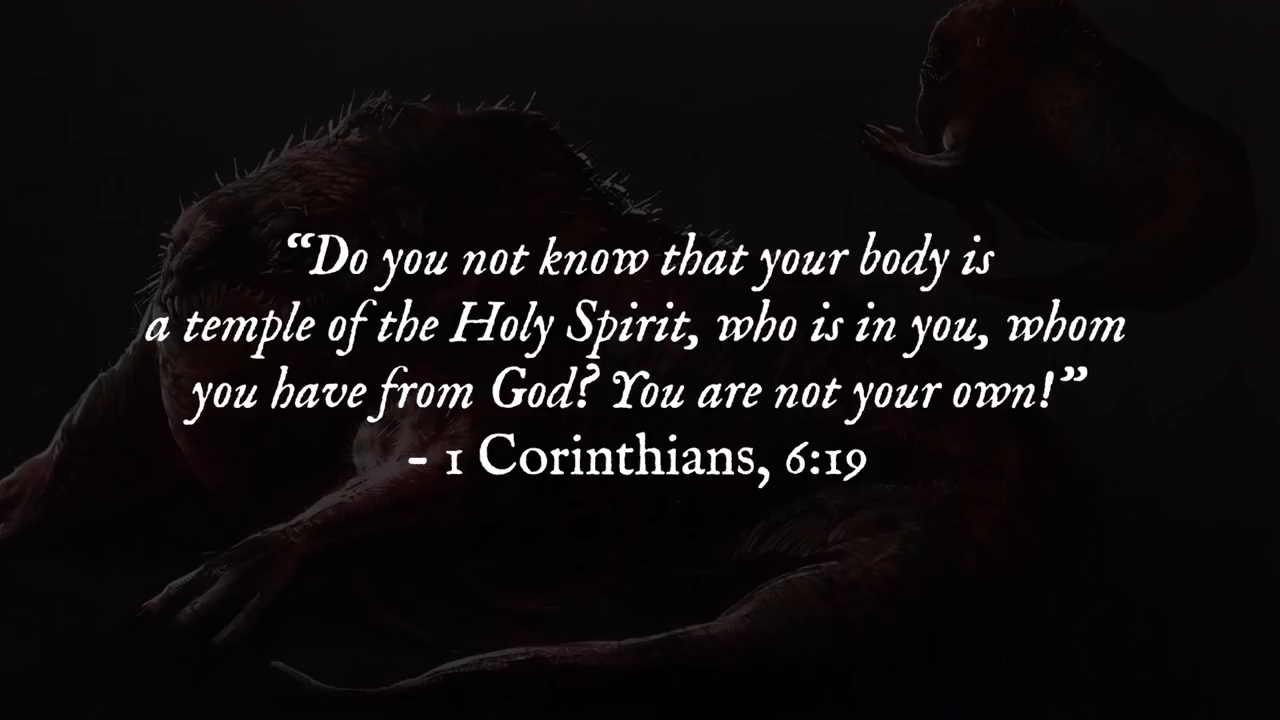 “Do you not know that your body is
a temple of the Holy Spirit, who is in you, whom
you have from God? You are not your own!”
- 1 Corinthians, 6:19